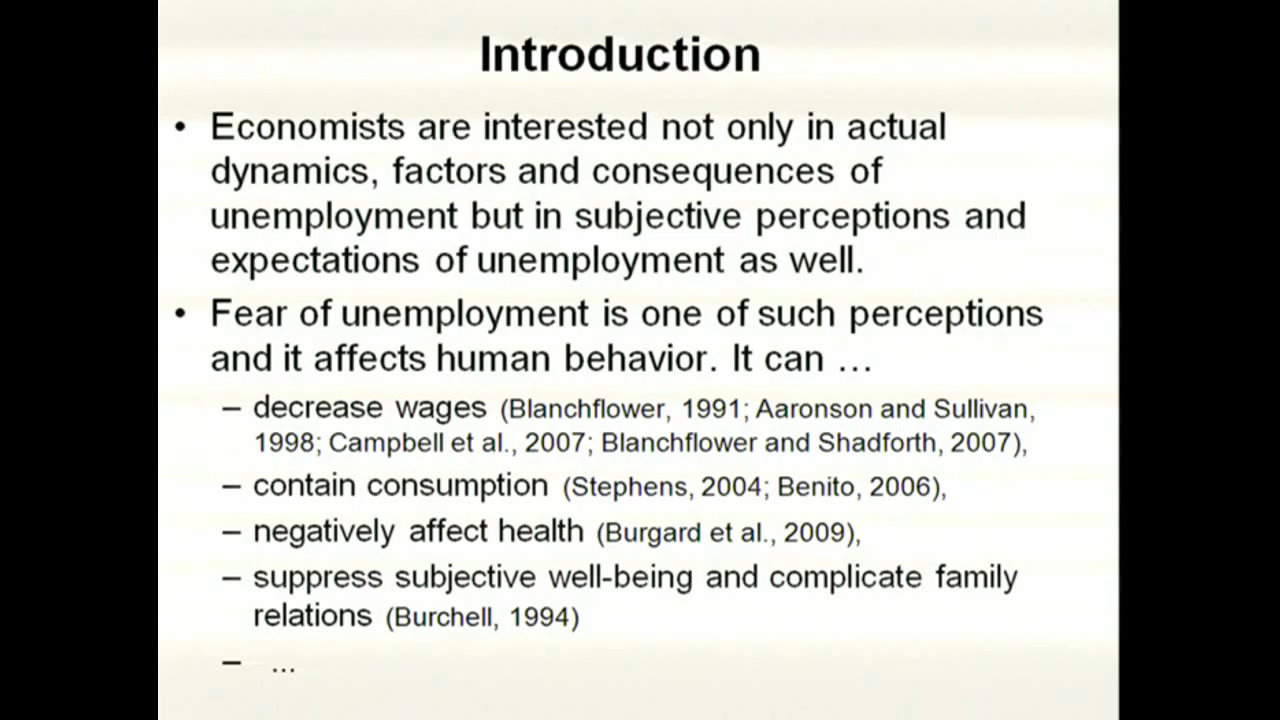 Introduction
• Economists are interested not only in actual
dynamics, factors and consequences of
unemployment but in subjective perceptions and
expectations of unemployment as well.
• Fear of unemployment is one of such perceptions
and it affects human behavior. It can …
– decrease wages (Blanchflower, 1991; Aaronson and Sullivan,
1998; Campbell et al., 2007; Blanchflower and Shadforth, 2007),
– contain consumption (Stephens, 2004; Benito, 2006),
– negatively affect health (Burgard et al., 2009),
– suppress subjective well-being and complicate family
relations (Burchell, 1994)
– ...